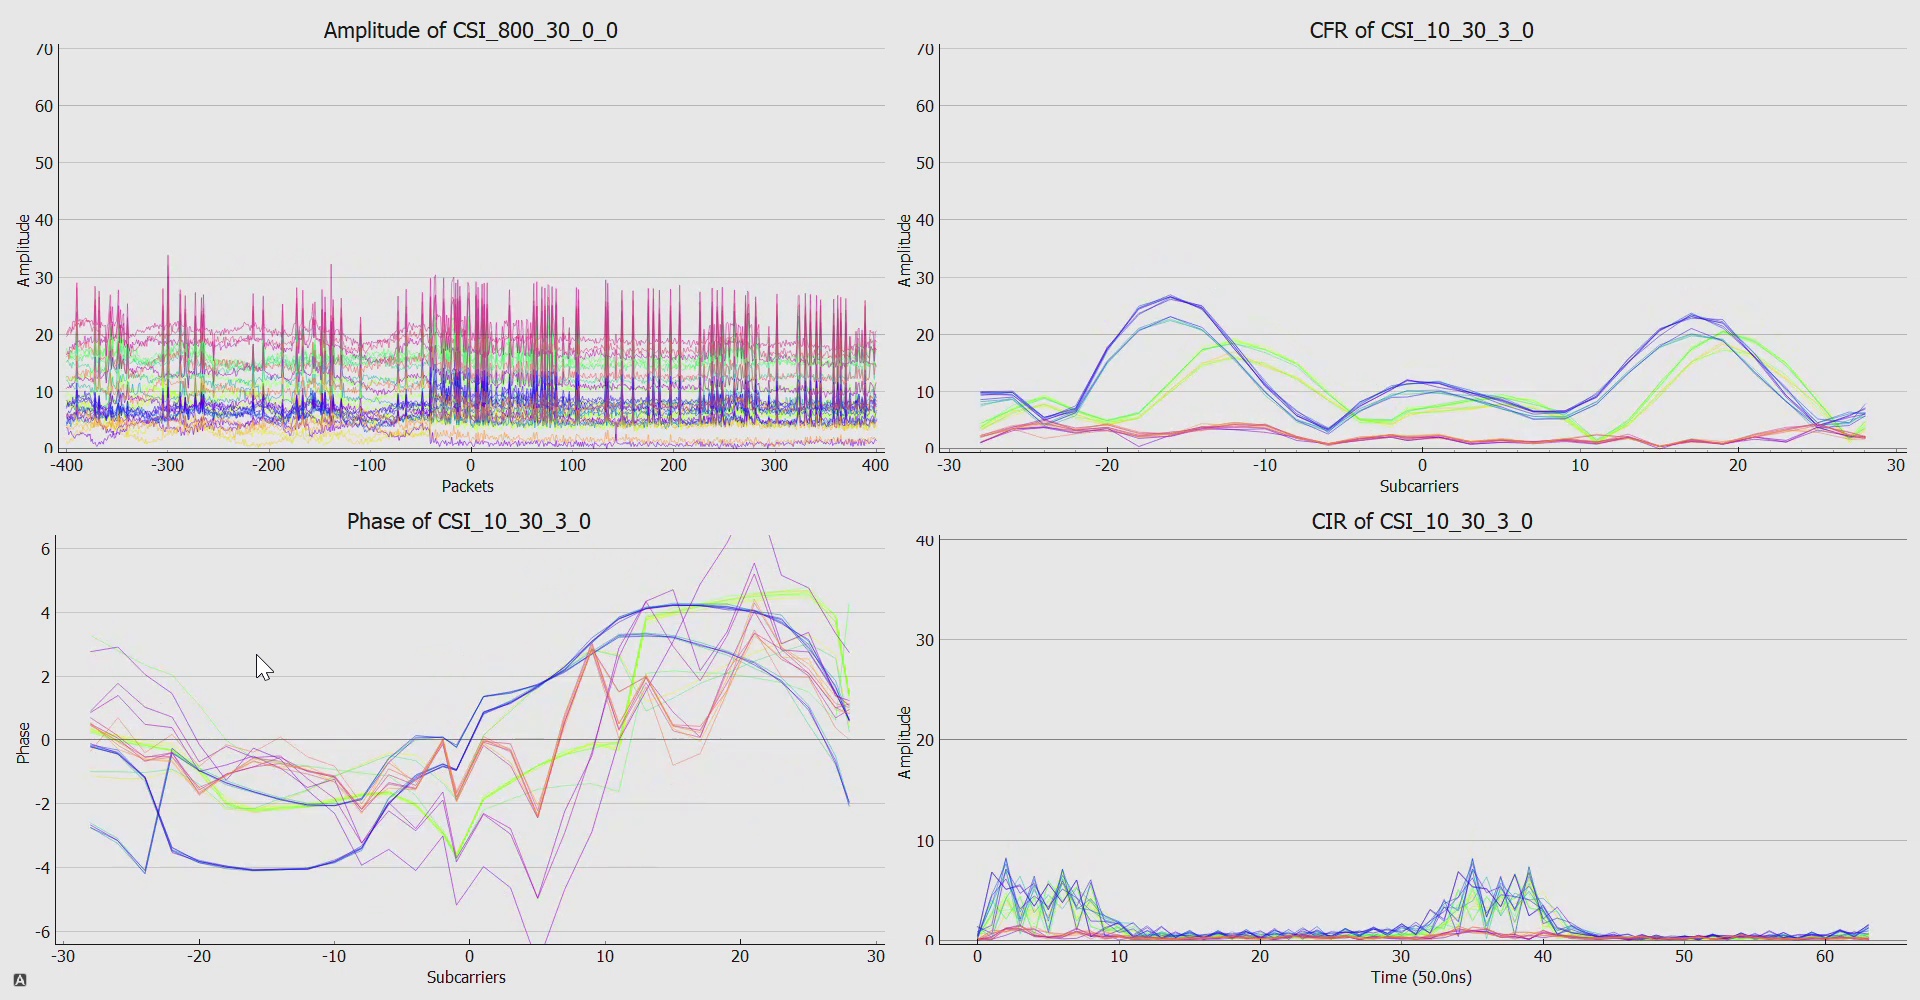 Amplitude of CSI_800_30_0_0
70
60
50
40
30
20
10
0
Amplitude
-400 -300 -200 -100 0 100 200 300 400
Packets
CFR of CSI_10_30_3_0
70
60
50
40
30
20
10
0
Amplitude
-30 -20 -10 0 10 20 30
Subcarriers
Phase of CSI_10_30_3_0
6
4
2
0
-2
-4
-6
Phase
-30 -20 -10 0 10 20 30
Subcarriers
A
CIR of CSI_10_30_3_0
40
30
20
10
0
Amplitude
0 10 20 30 40 50 60
Time (50.0ns)